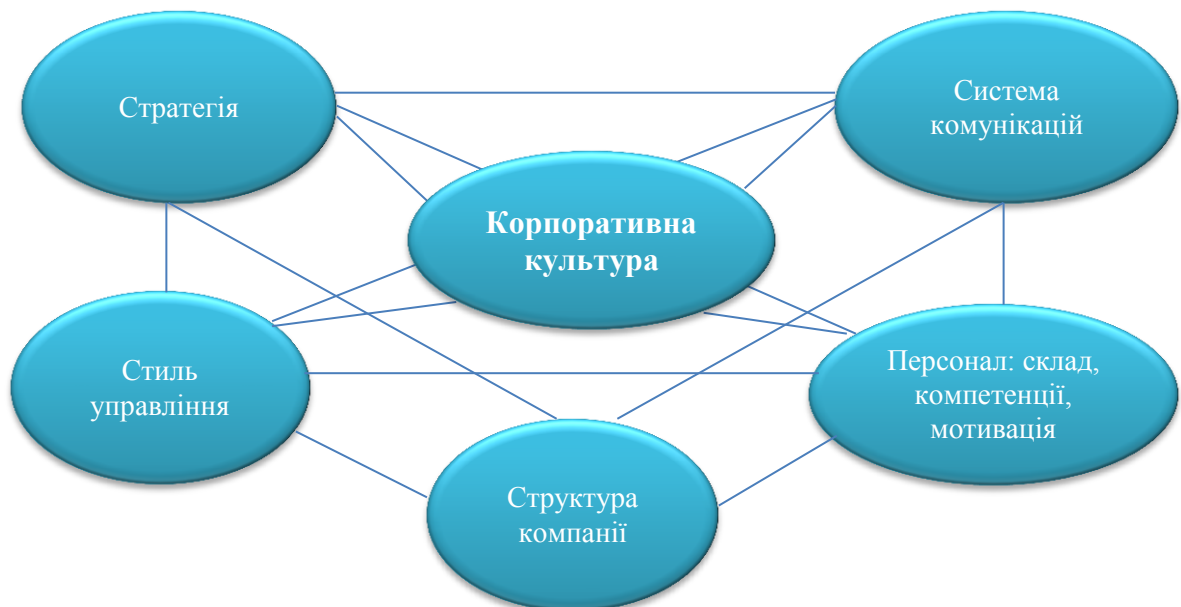 Стратегія
Система
комунікацій
Корпоративна
культура
Стиль
управління
Персонал: склад,
компетенції,
мотивація
Структура
компанії